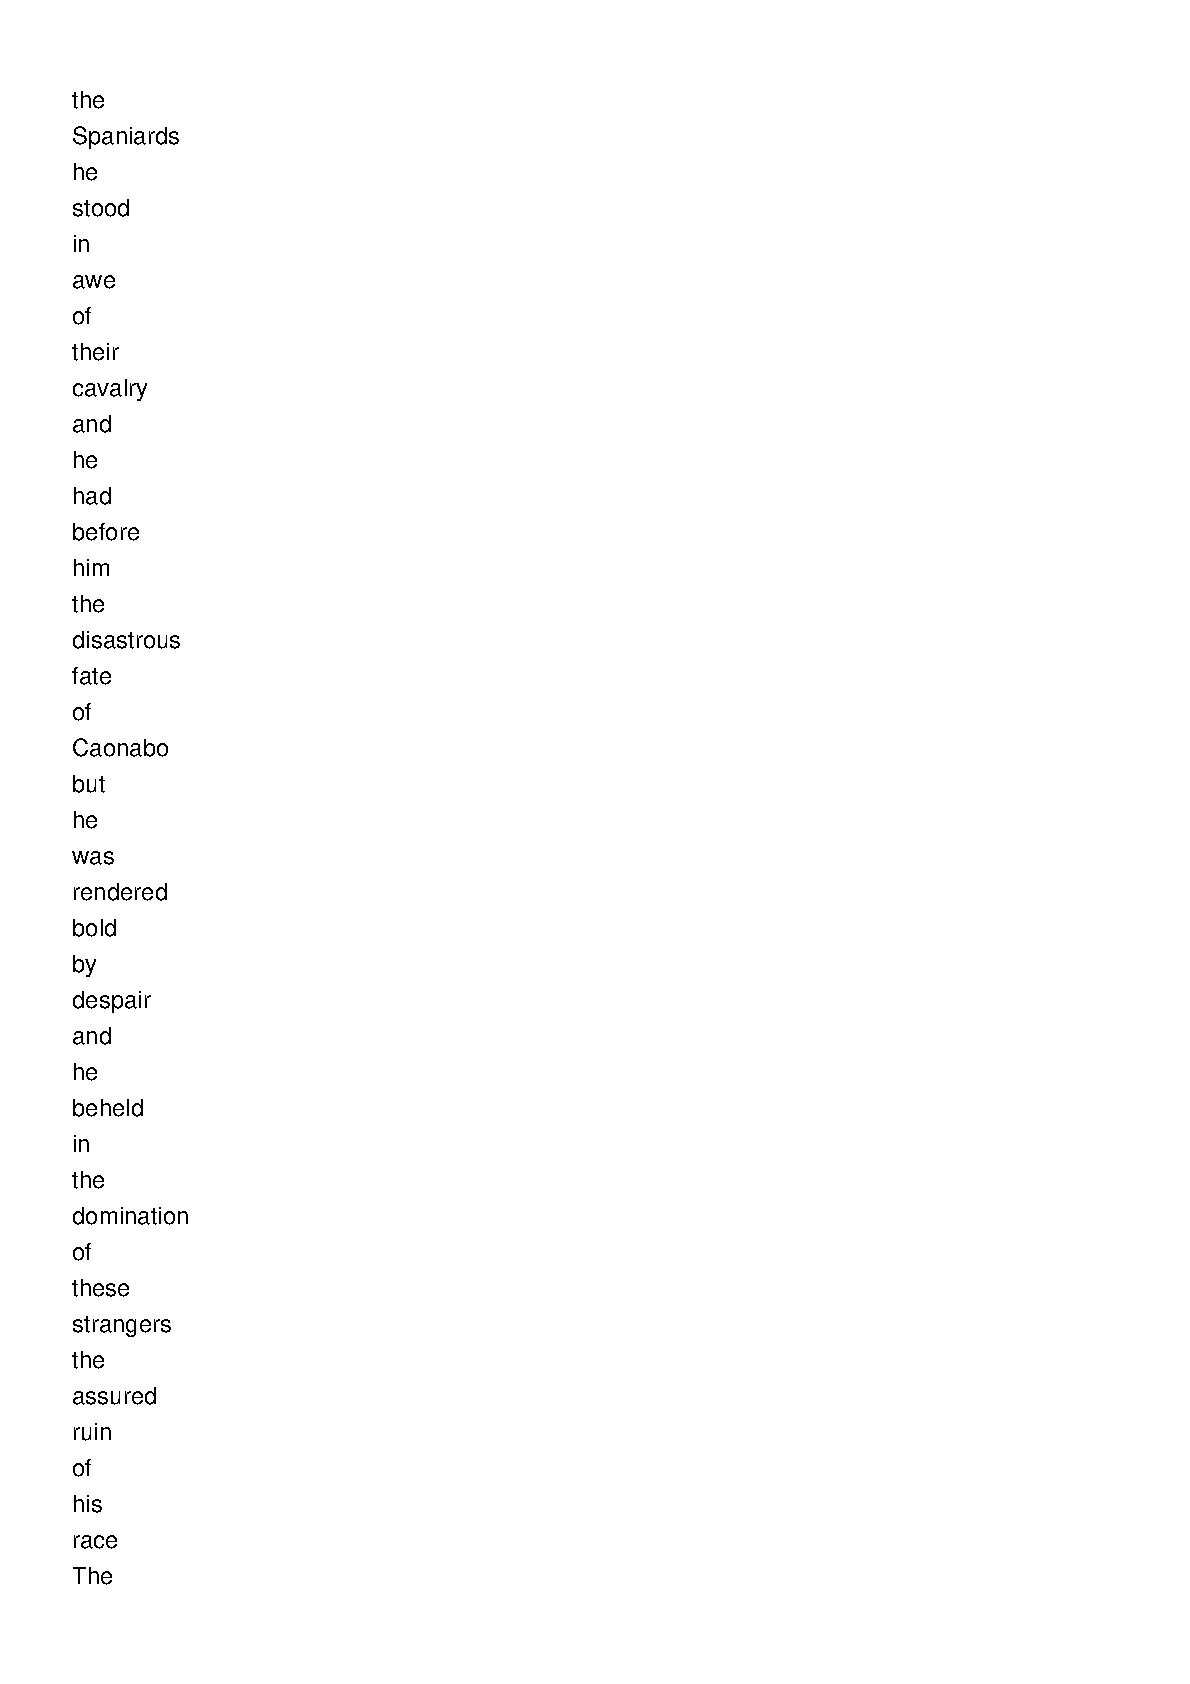 the
Spaniards
he
stood
in
awe
of
their
cavalry
and
he
had
before
him
the
disastrous
fate
of
Caonabo
but
he
was
rendered
bold
by
despair
and
he
beheld
in
the
domination
of
these
strangers
the
assured
ruin
of
his
race
The